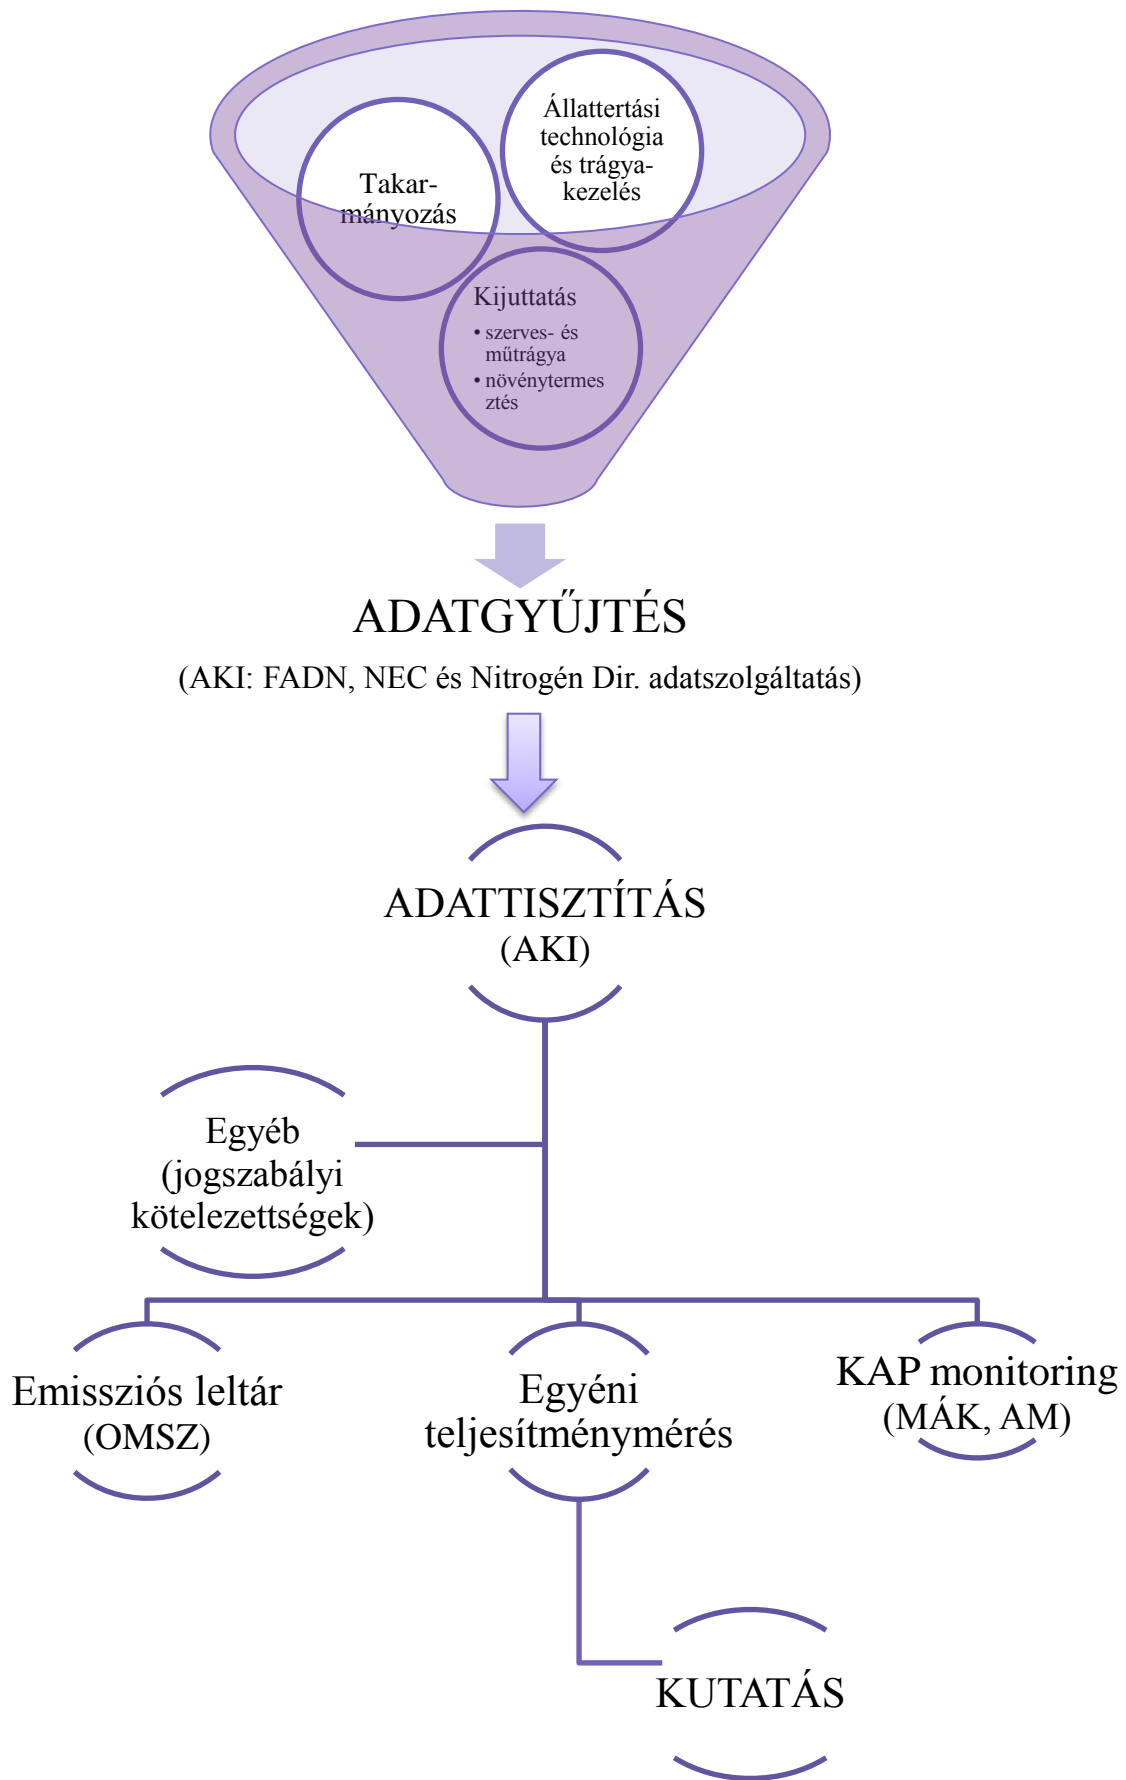 Állattertási
technológia
és trágya-
kezelés
Takar-
mányozás
Kijuttatás
• szerves- és
műtrágya
• növénytermes
ztés
ADATGYŰJTÉS
(AKI: FADN, NEC és Nitrogén Dir. adatszolgáltatás)
ADATTISZTÍTÁS
(AKI)
Egyéb
(jogszabályi
kötelezettségek)
Emissziós leltár
(OMSZ)
Egyéni
teljesítménymérés
KAP monitoring
(MÁK, AM)
KUTATÁS